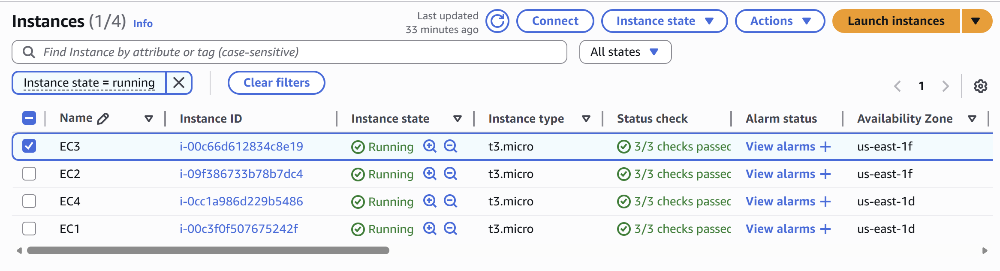 Instances (1/4) Info
Last updated
33 minutes ago
Connect
Instance state
Actions
Launch instances
Find Instance by attribute or tag (case-sensitive)
All states
Instance state = running
Clear filters
1
Name Instance ID Instance state Instance type Status check Alarm status Availability Zone
EC3 i-00c66d612834c8e19 Running t3.micro 3/3 checks passed View alarms + us-east-1f
EC2 i-09f386733b78b7dc4 Running t3.micro 3/3 checks passed View alarms + us-east-1f
EC4 i-0cc1a986d229b5486 Running t3.micro 3/3 checks passed View alarms + us-east-1d
EC1 i-00c3f0f507675242f Running t3.micro 3/3 checks passed View alarms + us-east-1d